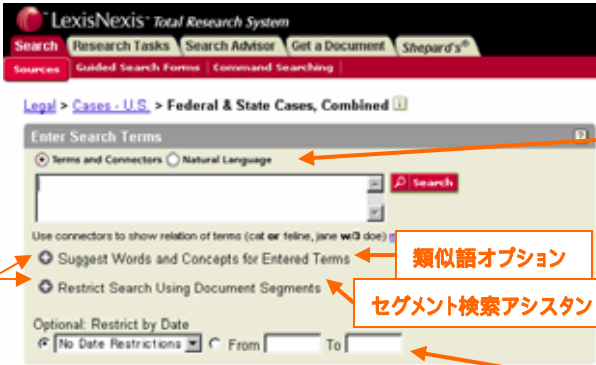 LexisNexis™ Total Research System
Search Research Tasks Search Advisor Get a Document Shepard's®
Sources Guided Search Forms Command Searching
Legal > Cases - U.S. > Federal & State Cases, Combined i
Enter Search Terms ?
Terms and Connectors Natural Language
Search
Use connectors to show relation of terms (cat or feline, jane w/3 doe)
Suggest Words and Concepts for Entered Terms
類似語オプション
Restrict Search Using Document Segments
セグメント検索アシスタン
Optional: Restrict by Date
No Date Restrictions From To